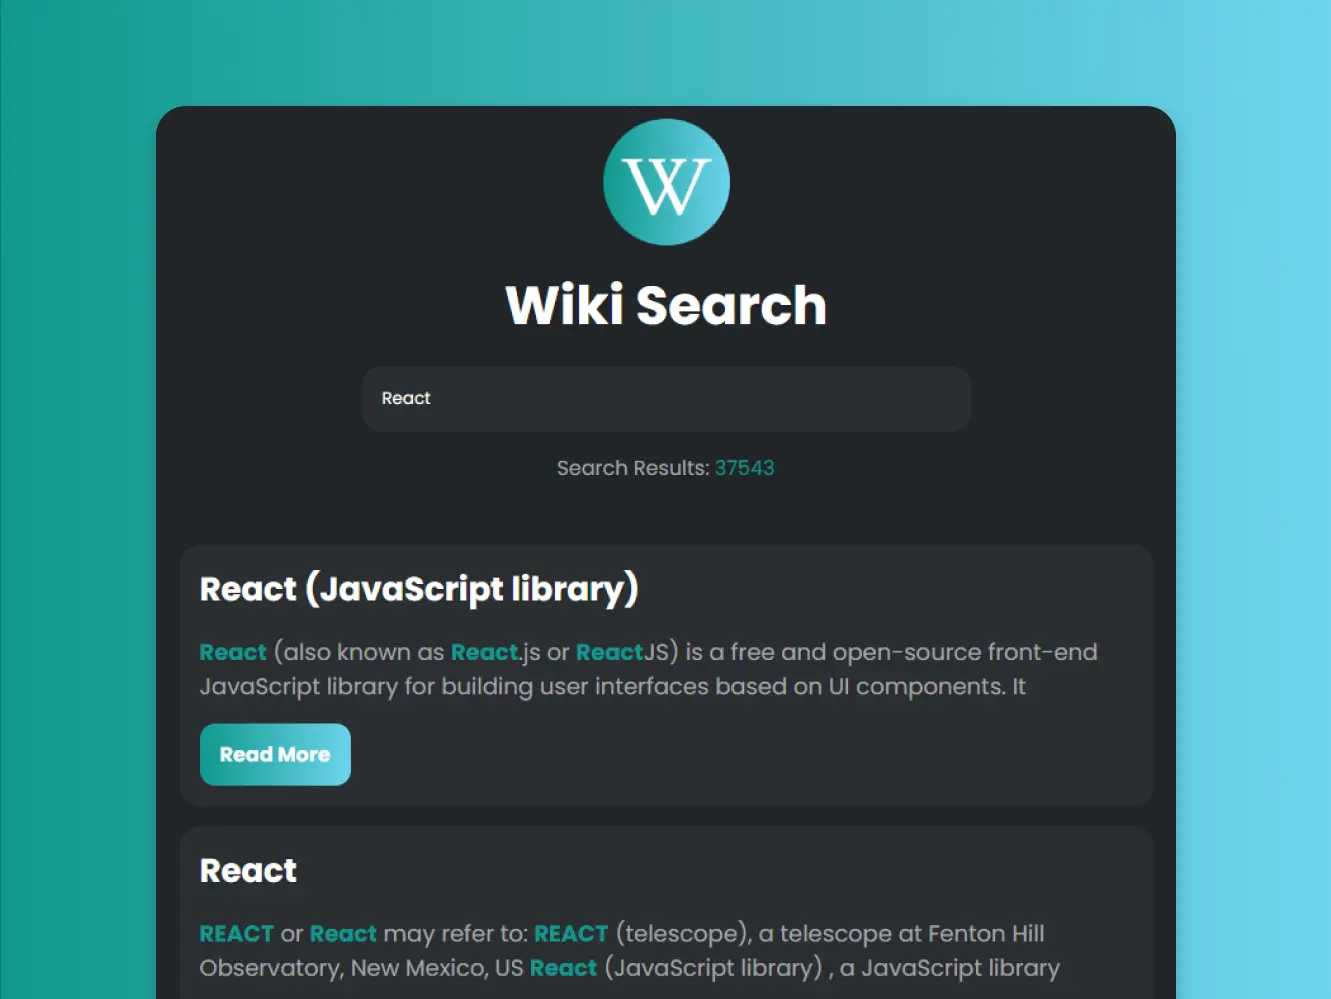 W
Wiki Search
React
Search Results: 37543
React (JavaScript library)
React (also known as React.js or ReactJS) is a free and open-source front-end
JavaScript library for building user interfaces based on UI components. It
Read More
React
REACT or React may refer to: REACT (telescope), a telescope at Fenton Hill
Observatory, New Mexico, US React (JavaScript library) , a JavaScript library